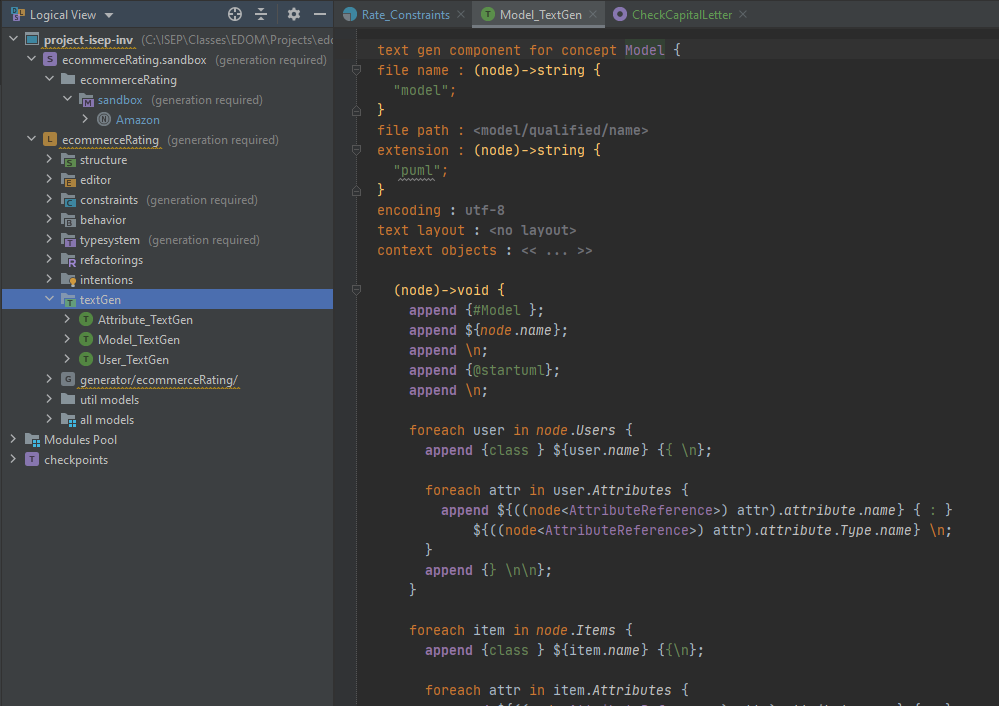 Logical View
project-isep-inv (C:\ISEP\Classes\EDOM\Projects\edo
ecommerceRating.sandbox (generation required)
ecommerceRating
sandbox (generation required)
Amazon
ecommerceRating (generation required)
structure
editor
constraints (generation required)
behavior
typesystem (generation required)
refactorings
intentions
textGen
Attribute_TextGen
Model_TextGen
User_TextGen
generator/ecommerceRating/
util models
all models
Modules Pool
checkpoints
Rate_Constraints
Model_TextGen
CheckCapitalLetter
text gen component for concept Model {
file name : (node)->string {
"model";
}
file path : <model/qualified/name>
extension : (node)->string {
"puml";
}
encoding : utf-8
text layout : <no layout>
context objects : << ... >>
(node)->void {
append {#Model };
append ${node.name};
append \n;
append {@startuml};
append \n;
foreach user in node.Users {
append {class } ${user.name} {{ \n};
foreach attr in user.Attributes {
append ${((node<AttributeReference>) attr).attribute.name} { : }
${((node<AttributeReference>) attr).attribute.Type.name} \n;
}
append {} \n\n};
}
foreach item in node.Items {
append {class } ${item.name} {{\n};
foreach attr in item.Attributes {